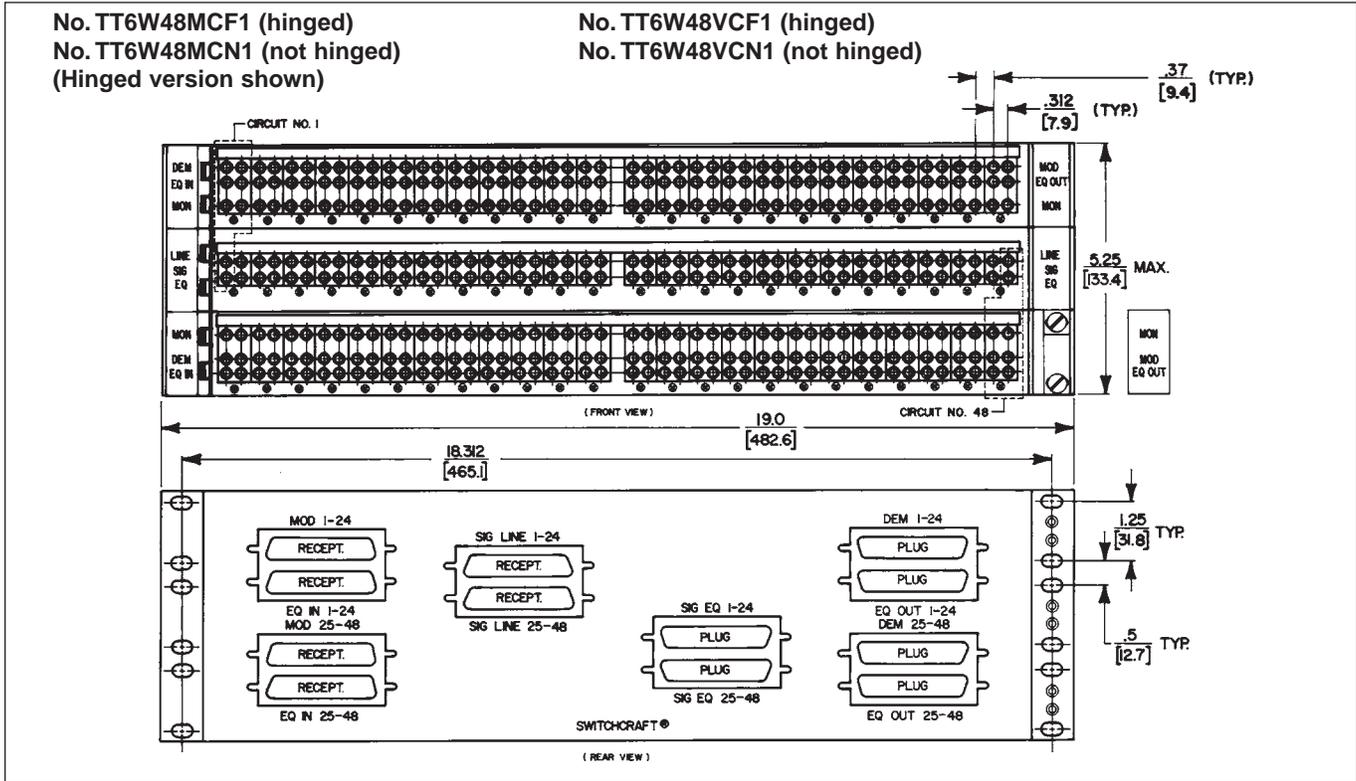 No. TT6W48MCF1 (hinged)
No. TT6W48MCN1 (not hinged)
(Hinged version shown)
No. TT6W48VCF1 (hinged)
No. TT6W48VCN1 (not hinged)
.37 (TYP.)
[9.4]
.312 (TYP.)
[7.9]
CIRCUIT NO. 1
DEM
EQ IN
MON
MOD
EQ OUT
MON
LINE
SIG
EQ
LINE
SIG
EQ
5.25 MAX.
[133.4]
MON
DEM
EQ IN
MON
MOD
EQ OUT
(FRONT VIEW)
CIRCUIT NO. 48
19.0
[482.6]
18.312
[465.1]
MOD 1-24
RECEPT.
RECEPT.
EQ IN 1-24
MOD 25-48
RECEPT.
RECEPT.
EQ IN 25-48
SIG LINE 1-24
RECEPT.
RECEPT.
SIG LINE 25-48
SIG EQ 1-24
PLUG
PLUG
SIG EQ 25-48
DEM 1-24
PLUG
PLUG
EQ OUT 1-24
DEM 25-48
PLUG
PLUG
EQ OUT 25-48
1.25 TYP.
[31.8]
.5 TYP.
[12.7]
SWITCHCRAFT®
(REAR VIEW)